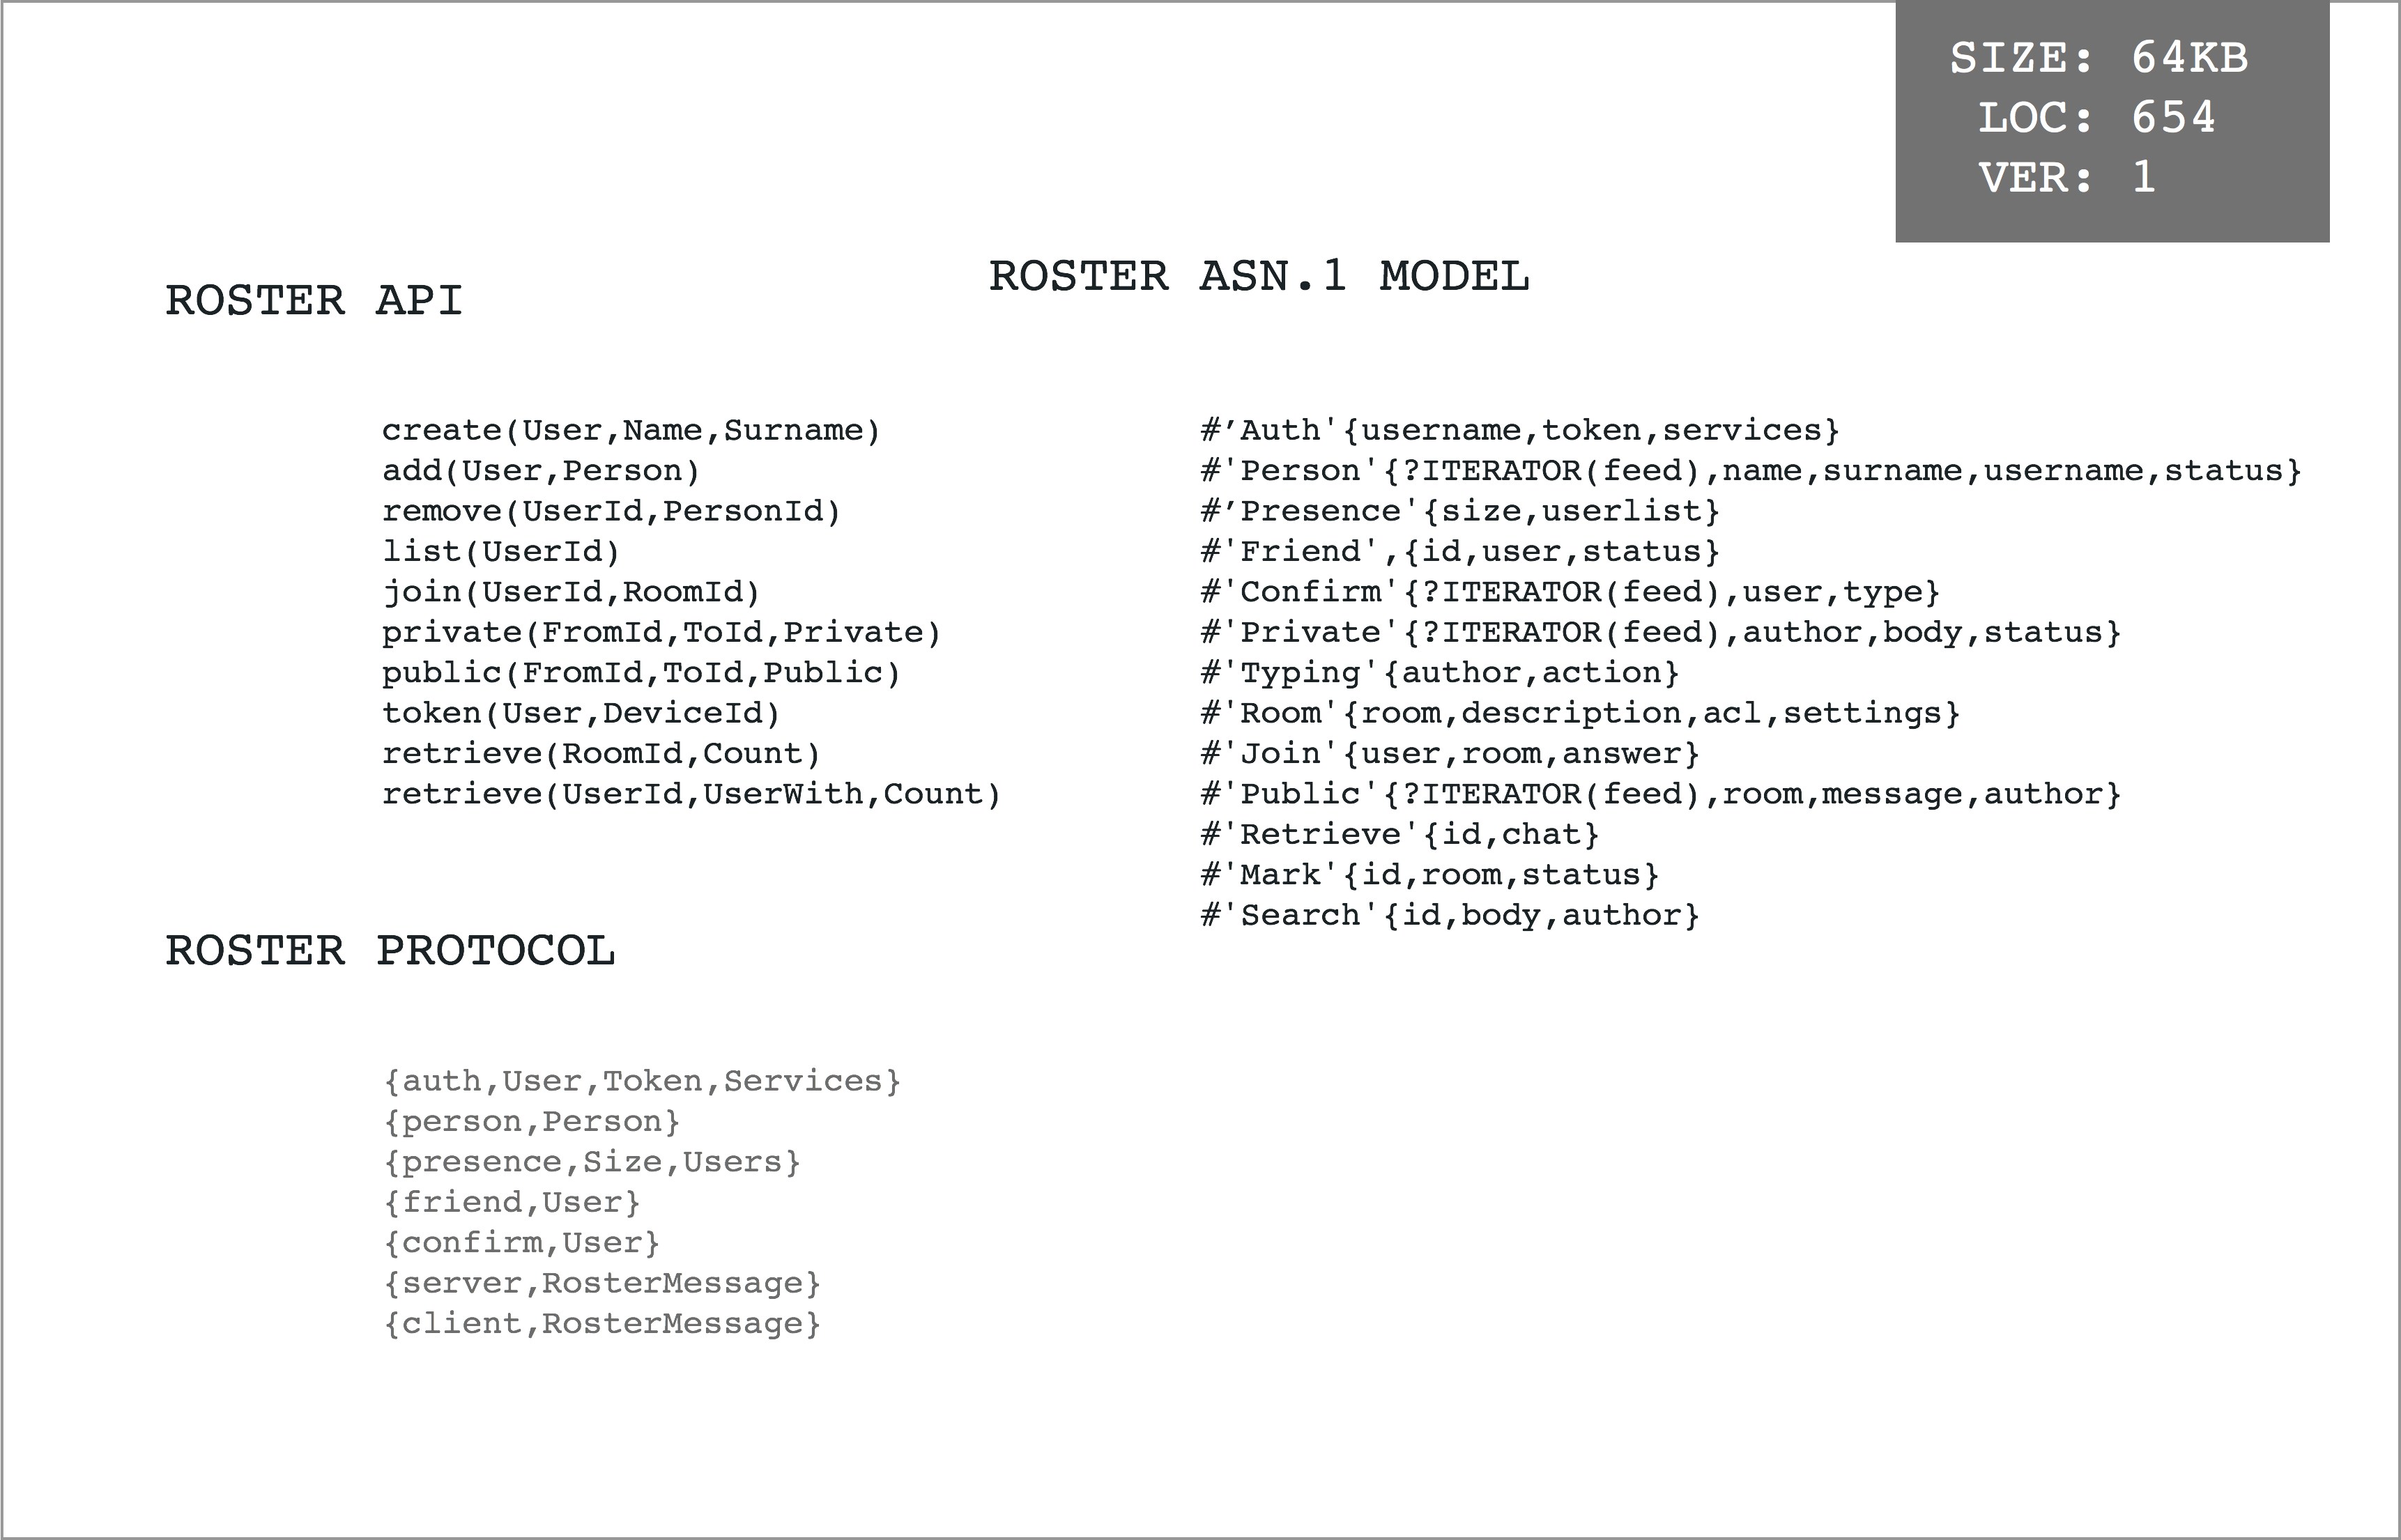 SIZE: 64KB
LOC: 654
VER: 1
ROSTER API
create(User,Name,Surname)
add(User,Person)
remove(UserId,PersonId)
list(UserId)
join(UserId,RoomId)
private(FromId,ToId,Private)
public(FromId,ToId,Public)
token(User,DeviceId)
retrieve(RoomId,Count)
retrieve(UserId,UserWith,Count)
ROSTER PROTOCOL
{auth,User,Token,Services}
{person,Person}
{presence,Size,Users}
{friend,User}
{confirm,User}
{server,RosterMessage}
{client,RosterMessage}
ROSTER ASN.1 MODEL
#’Auth'{username,token,services}
#'Person'{?ITERATOR(feed),name,surname,username,status}
#’Presence'{size,userlist}
#'Friend',{id,user,status}
#'Confirm'{?ITERATOR(feed),user,type}
#'Private'{?ITERATOR(feed),author,body,status}
#'Typing'{author,action}
#'Room'{room,description,acl,settings}
#'Join'{user,room,answer}
#'Public'{?ITERATOR(feed),room,message,author}
#'Retrieve'{id,chat}
#'Mark'{id,room,status}
#'Search'{id,body,author}